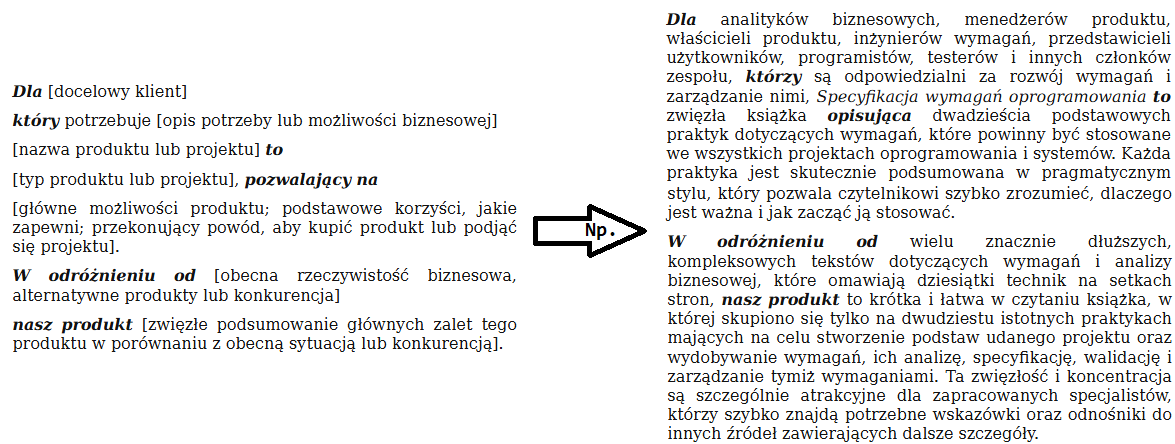 Dla [docelowy klient]
który potrzebuje [opis potrzeby lub możliwości biznesowej]
[nazwa produktu lub projektu] to
[typ produktu lub projektu], pozwalający na
[główne możliwości produktu; podstawowe korzyści, jakie
zapewni; przekonujący powód, aby kupić produkt lub podjąć
się projektu].
W odróżnieniu od [obecna rzeczywistość biznesowa,
alternatywne produkty lub konkurencja]
nasz produkt [zwięzłe podsumowanie głównych zalet tego
produktu w porównaniu z obecną sytuacją lub konkurencją].
Np.
Dla analityków biznesowych, menedżerów produktu,
właścicieli produktu, inżynierów wymagań, przedstawicieli
użytkowników, programistów, testerów i innych członków
zespołu, którzy są odpowiedzialni za rozwój wymagań i
zarządzanie nimi, Specyfikacja wymagań oprogramowania to
zwięzła książka opisująca dwadzieścia podstawowych
praktyk dotyczących wymagań, które powinny być stosowane
we wszystkich projektach oprogramowania i systemów. Każda
praktyka jest skutecznie podsumowana w pragmatycznym
stylu, który pozwala czytelnikowi szybko zrozumieć, dlaczego
jest ważna i jak zacząć ją stosować.
W odróżnieniu od wielu znacznie dłuższych,
kompleksowych tekstów dotyczących wymagań i analizy
biznesowej, które omawiają dziesiątki technik na setkach
stron, nasz produkt to krótka i łatwa w czytaniu książka, w
której skupiono się tylko na dwudziestu istotnych praktykach
mających na celu stworzenie podstaw udanego projektu oraz
wydobywanie wymagań, ich analizę, specyfikację, walidację i
zarządzanie tymiż wymaganiami. Ta zwięzłość i koncentracja
są szczególnie atrakcyjne dla zapracowanych specjalistów,
którzy szybko znajdą potrzebne wskazówki oraz odnośniki do
innych źródeł zawierających dalsze szczegóły.